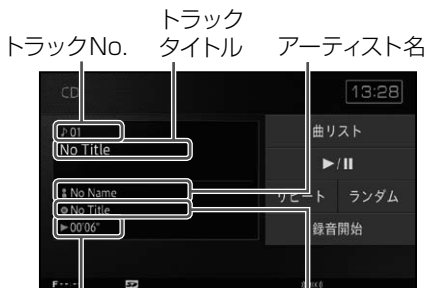 トラック
トラックNo. タイトル アーティスト名
CD 13:28
♪01 曲リスト
No Title
▶/II
No Name リピート ランダム
No Title
▶00'06" 録音開始